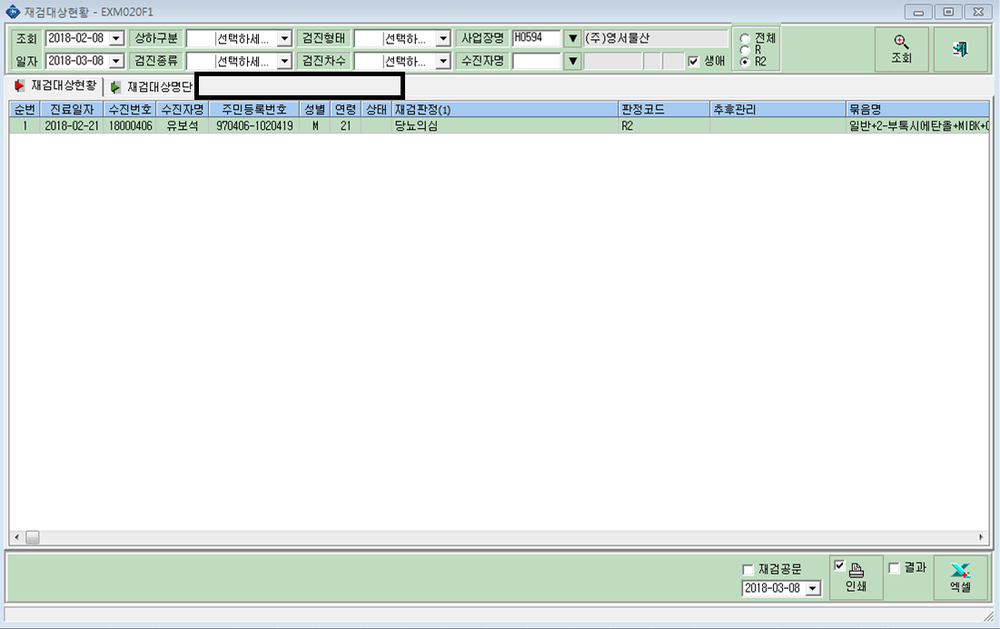 재검대상현황 - EXM020F1
조회 2018-02-08 상하구분 선택하세... 검진형태 선택하... 사업장명 H0594 (주)영서물산 전체
R
일자 2018-03-08 검진종류 선택하세... 검진차수 선택하... 수진자명 생애 R2
조회
재검대상현황 재검대상명단
순번 진료일자 수진번호 수진자명 주민등록번호 성별 연령 상태 재검판정(1) 판정코드 추후관리 묶음명
1 2018-02-21 18000406 유보석 970406-1020419 M 21 당뇨의심 R2 일반+2-부톡시에탄올+MIBK+
재검공문 결과
2018-03-08 인쇄 엑셀